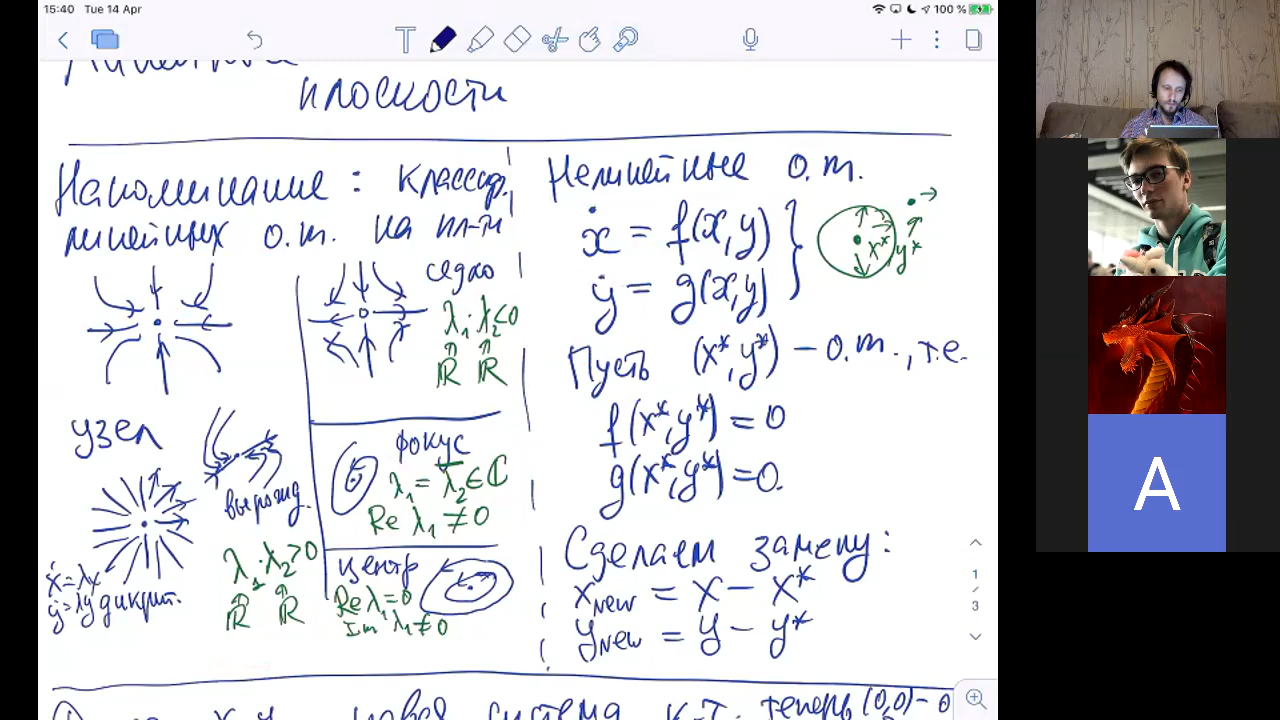 15:40 Tue 14 Apr
100 %
плоскости
Напоминание: классиф.
линейных о.т. на пл-ти
седло
λ₁·λ₂<0
ℝ ℝ
узел
вырожд.
ẋ=λx
ẏ=λy дикрит.
λ₁·λ₂>0
ℝ ℝ
фокус
λ₁ = λ̄₂ ∈ ℂ
Re λ₁ ≠ 0
центр
Re λ₁=0
Im λ₁≠0
Нелинейные о.т.
ẋ = f(x,y)
ẏ = g(x,y)
x*
y*
Пусть (x*,y*) – о.т., т.е.
f(x*,y*) = 0
g(x*,y*) = 0.
Сделаем замену:
x_new = x – x*
y_new = y – y*
новая система к-т. теперь (0,0) – о
1
/
3
A